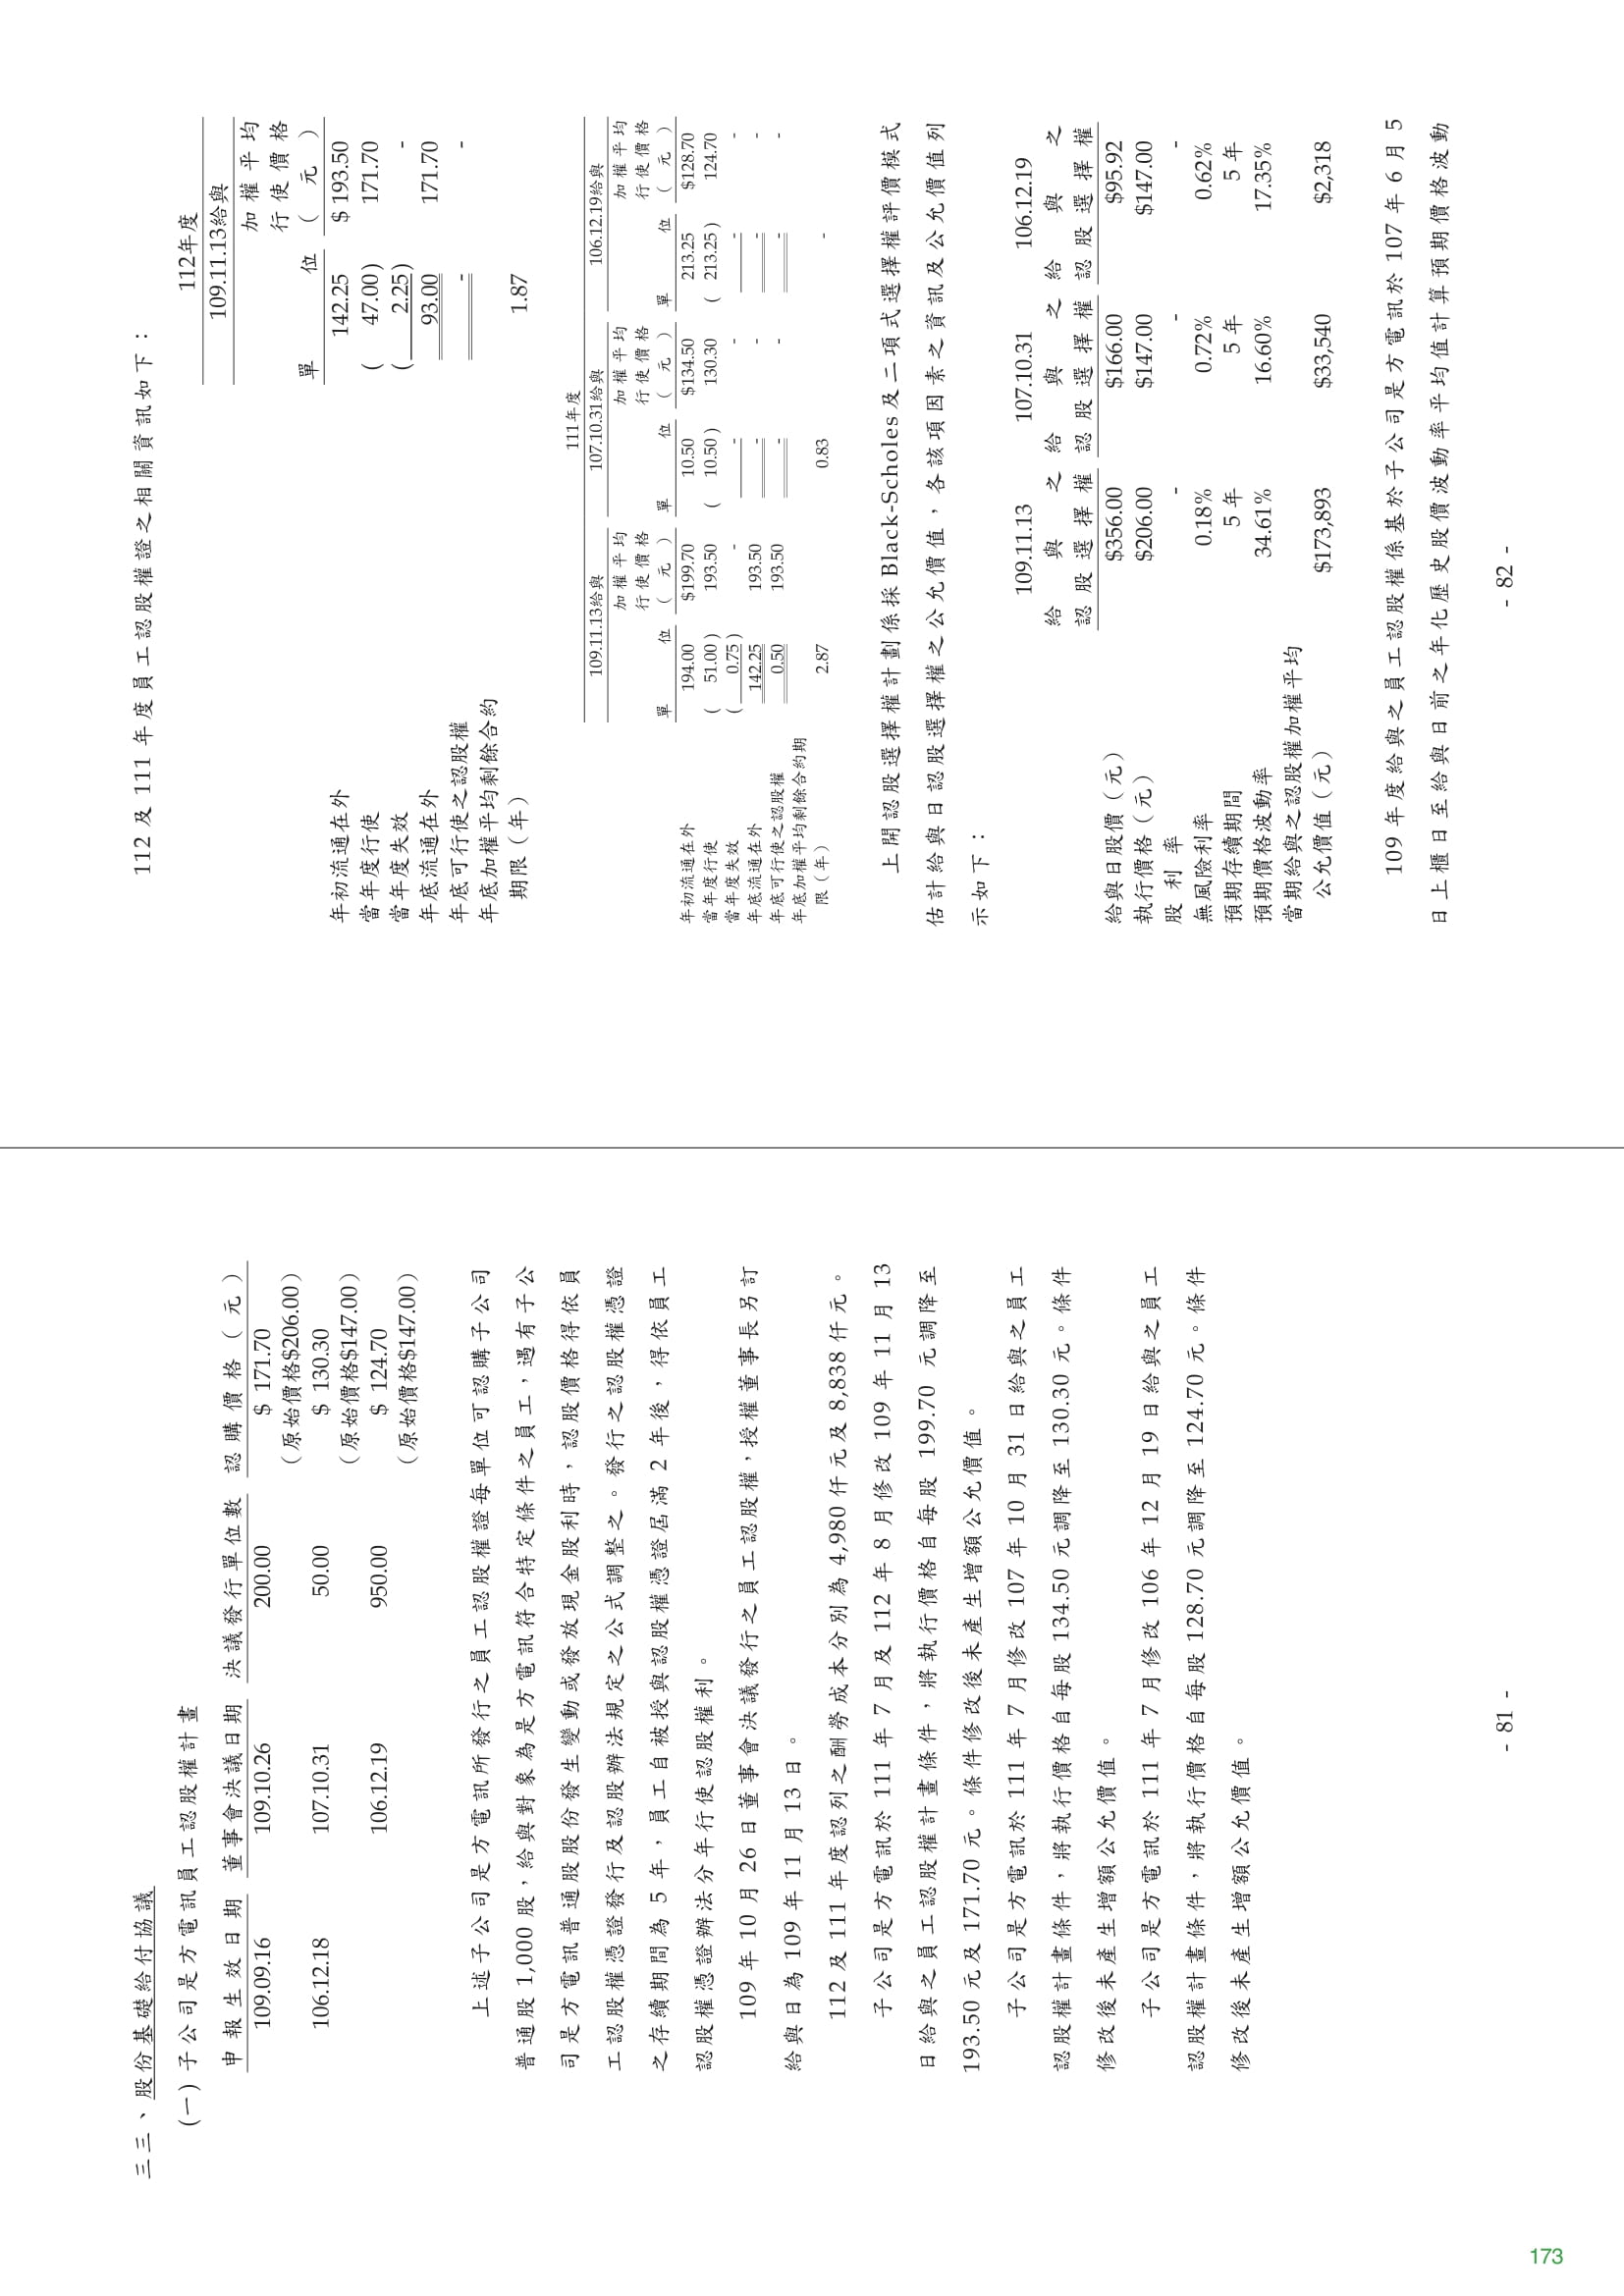 三三、股份基礎給付協議
(一)子公司是方電訊員工認股權計畫
申報生效日期 董事會決議日期 決議發行單位數 認購價格(元)
109.09.16 109.10.26 200.00 $ 171.70
(原始價格$206.00)
106.12.18 107.10.31 50.00 $ 130.30
(原始價格$147.00)
106.12.19 950.00 $ 124.70
(原始價格$147.00)
上述子公司是方電訊所發行之員工認股權證每單位可認購子公司
普通股 1,000 股,給與對象為是方電訊符合特定條件之員工,遇有子公
司是方電訊普通股股份發生變動或發放現金股利時,認股價格得依員
工認股權憑證發行及認股辦法規定之公式調整之。發行之認股權憑證
之存續期間為 5 年,員工自被授與認股權憑證屆滿 2 年後,得依員工
認股權憑證辦法分年行使認股權利。
109 年 10 月 26 日董事會決議發行之員工認股權,授權董事長另訂
給與日為 109 年 11 月 13 日。
112 及 111 年度認列之酬勞成本分別為 4,980 仟元及 8,838 仟元。
子公司是方電訊於 111 年 7 月及 112 年 8 月修改 109 年 11 月 13
日給與之員工認股權計畫條件,將執行價格自每股 199.70 元調降至
193.50 元及 171.70 元。條件修改後未產生增額公允價值。
子公司是方電訊於 111 年 7 月修改 107 年 10 月 31 日給與之員工
認股權計畫條件,將執行價格自每股 134.50 元調降至 130.30 元。條件
修改後未產生增額公允價值。
子公司是方電訊於 111 年 7 月修改 106 年 12 月 19 日給與之員工
認股權計畫條件,將執行價格自每股 128.70 元調降至 124.70 元。條件
修改後未產生增額公允價值。
- 81 -
112 及 111 年度員工認股權證之相關資訊如下:
112年度
109.11.13給與
加權平均
行使價格
單位 (元)
年初流通在外 142.25 $ 193.50
當年度行使 ( 47.00 ) 171.70
當年度失效 ( 2.25 ) -
年底流通在外 93.00 171.70
年底可行使之認股權 - -
年底加權平均剩餘合約
期限(年) 1.87
111年度
109.11.13給與 107.10.31給與 106.12.19給與
加權平均 加權平均 加權平均
行使價格 行使價格 行使價格
單位 (元) 單位 (元) 單位 (元)
年初流通在外 194.00 $199.70 10.50 $134.50 213.25 $128.70
當年度行使 ( 51.00 ) 193.50 ( 10.50 ) 130.30 ( 213.25 ) 124.70
當年度失效 ( 0.75 ) - - - - -
年底流通在外 142.25 193.50 - - - -
年底可行使之認股權 0.50 193.50 - - - -
年底加權平均剩餘合約期
限(年) 2.87 0.83 -
上開認股選擇權計劃係採 Black-Scholes 及二項式選擇權評價模式
估計給與日認股選擇權之公允價值,各該項因素之資訊及公允價值列
示如下:
109.11.13 107.10.31 106.12.19
給與之 給與之 給與之
認股選擇權 認股選擇權 認股選擇權
給與日股價(元) $356.00 $166.00 $95.92
執行價格(元) $206.00 $147.00 $147.00
股利率 - - -
無風險利率 0.18% 0.72% 0.62%
預期存續期間 5 年 5 年 5 年
預期價格波動率 34.61% 16.60% 17.35%
當期給與之認股權加權平均
公允價值(元) $173,893 $33,540 $2,318
109 年度給與之員工認股權係基於子公司是方電訊於 107 年 6 月 5
日上櫃日至給與日前之年化歷史股價波動率平均值計算預期價格波動
- 82 -
173